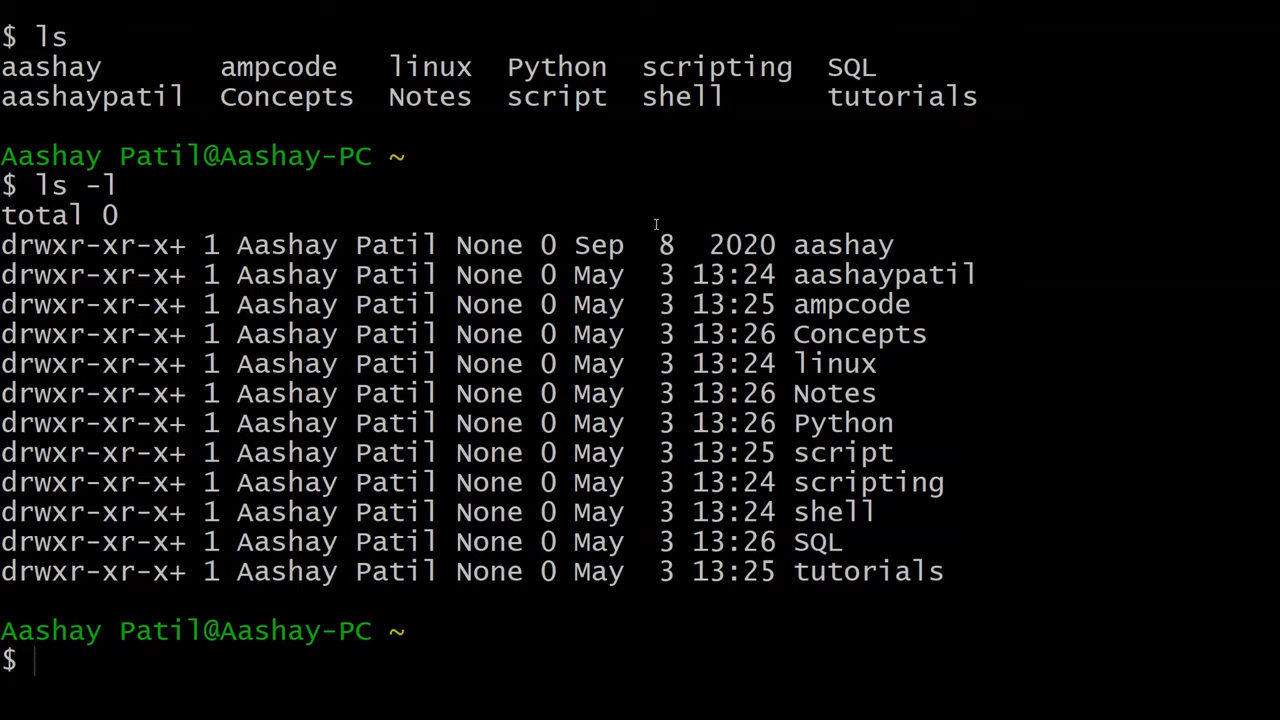 $ ls
aashay ampcode linux Python scripting SQL
aashaypatil Concepts Notes script shell tutorials
Aashay Patil@Aashay-PC ~
$ ls -l
total 0
drwxr-xr-x+ 1 Aashay Patil None 0 Sep 8 2020 aashay
drwxr-xr-x+ 1 Aashay Patil None 0 May 3 13:24 aashaypatil
drwxr-xr-x+ 1 Aashay Patil None 0 May 3 13:25 ampcode
drwxr-xr-x+ 1 Aashay Patil None 0 May 3 13:26 Concepts
drwxr-xr-x+ 1 Aashay Patil None 0 May 3 13:24 linux
drwxr-xr-x+ 1 Aashay Patil None 0 May 3 13:26 Notes
drwxr-xr-x+ 1 Aashay Patil None 0 May 3 13:26 Python
drwxr-xr-x+ 1 Aashay Patil None 0 May 3 13:25 script
drwxr-xr-x+ 1 Aashay Patil None 0 May 3 13:24 scripting
drwxr-xr-x+ 1 Aashay Patil None 0 May 3 13:24 shell
drwxr-xr-x+ 1 Aashay Patil None 0 May 3 13:26 SQL
drwxr-xr-x+ 1 Aashay Patil None 0 May 3 13:25 tutorials
Aashay Patil@Aashay-PC ~
$